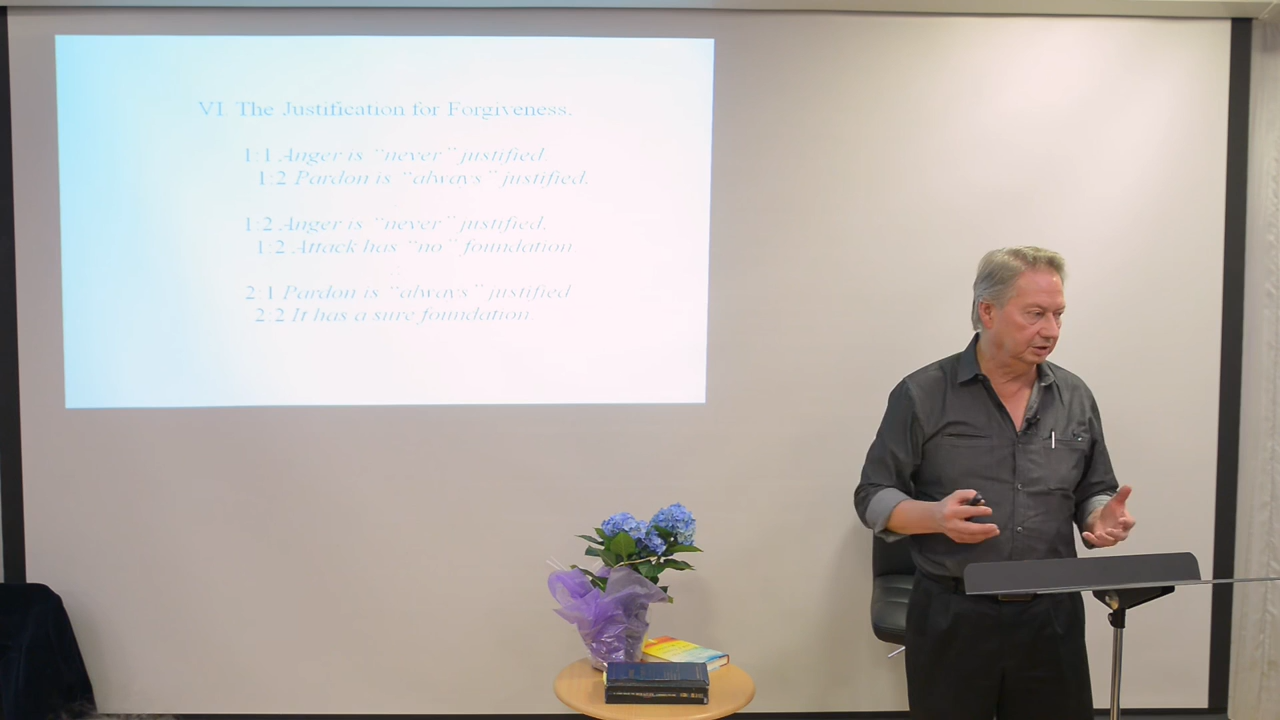 VI. The Justification for Forgiveness.
1:1 Anger is “never” justified.
1:2 Pardon is “always” justified.
1:2 Anger is “never” justified.
1:2 Attack has “no” foundation.
2:1 Pardon is “always” justified
2:2 It has a sure foundation.